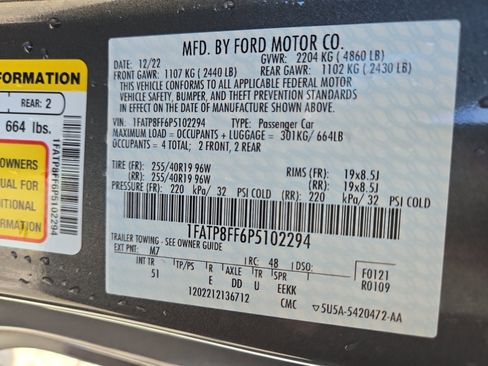 FORMATION
REAR: 2
664 lbs.
OWNERS
UAL FOR
DITIONAL
MATION
1FATP8FF6P5102294
MFD. BY FORD MOTOR CO.
12/22
GVWR: 2204 KG ( 4860 LB)
FRONT GAWR: 1107 KG ( 2440 LB)
REAR GAWR: 1102 KG ( 2430 LB)
THIS VEHICLE CONFORMS TO ALL APPLICABLE FEDERAL MOTOR
VEHICLE SAFETY, BUMPER, AND THEFT PREVENTION STANDARDS
IN EFFECT ON THE DATE OF MANUFACTURE SHOWN ABOVE.
VIN: 1FATP8FF6P5102294 TYPE: Passenger Car
MAXIMUM LOAD = OCCUPANTS + LUGGAGE = 301KG/ 664LB
OCCUPANTS = 4 TOTAL; 2 FRONT, 2 REAR
TIRE (FR): 255/40R19 96W RIMS (FR): 19x8.5J
(RR): 255/40R19 96W (RR): 19x8.5J
PRESSURE (FR): 220 kPa/ 32 PSI COLD (RR): 220 kPa/ 32 PSI COLD
1FATP8FF6P5102294
TRAILER TOWING - SEE OWNER GUIDE
EXT PNT: M7 RC: 48 DSO: F0121
INT TR TP/PS R AXLE TR SPR R0109
51 E DD U EEKK
1202212136712 CMC ▽5U5A-5420472-AA